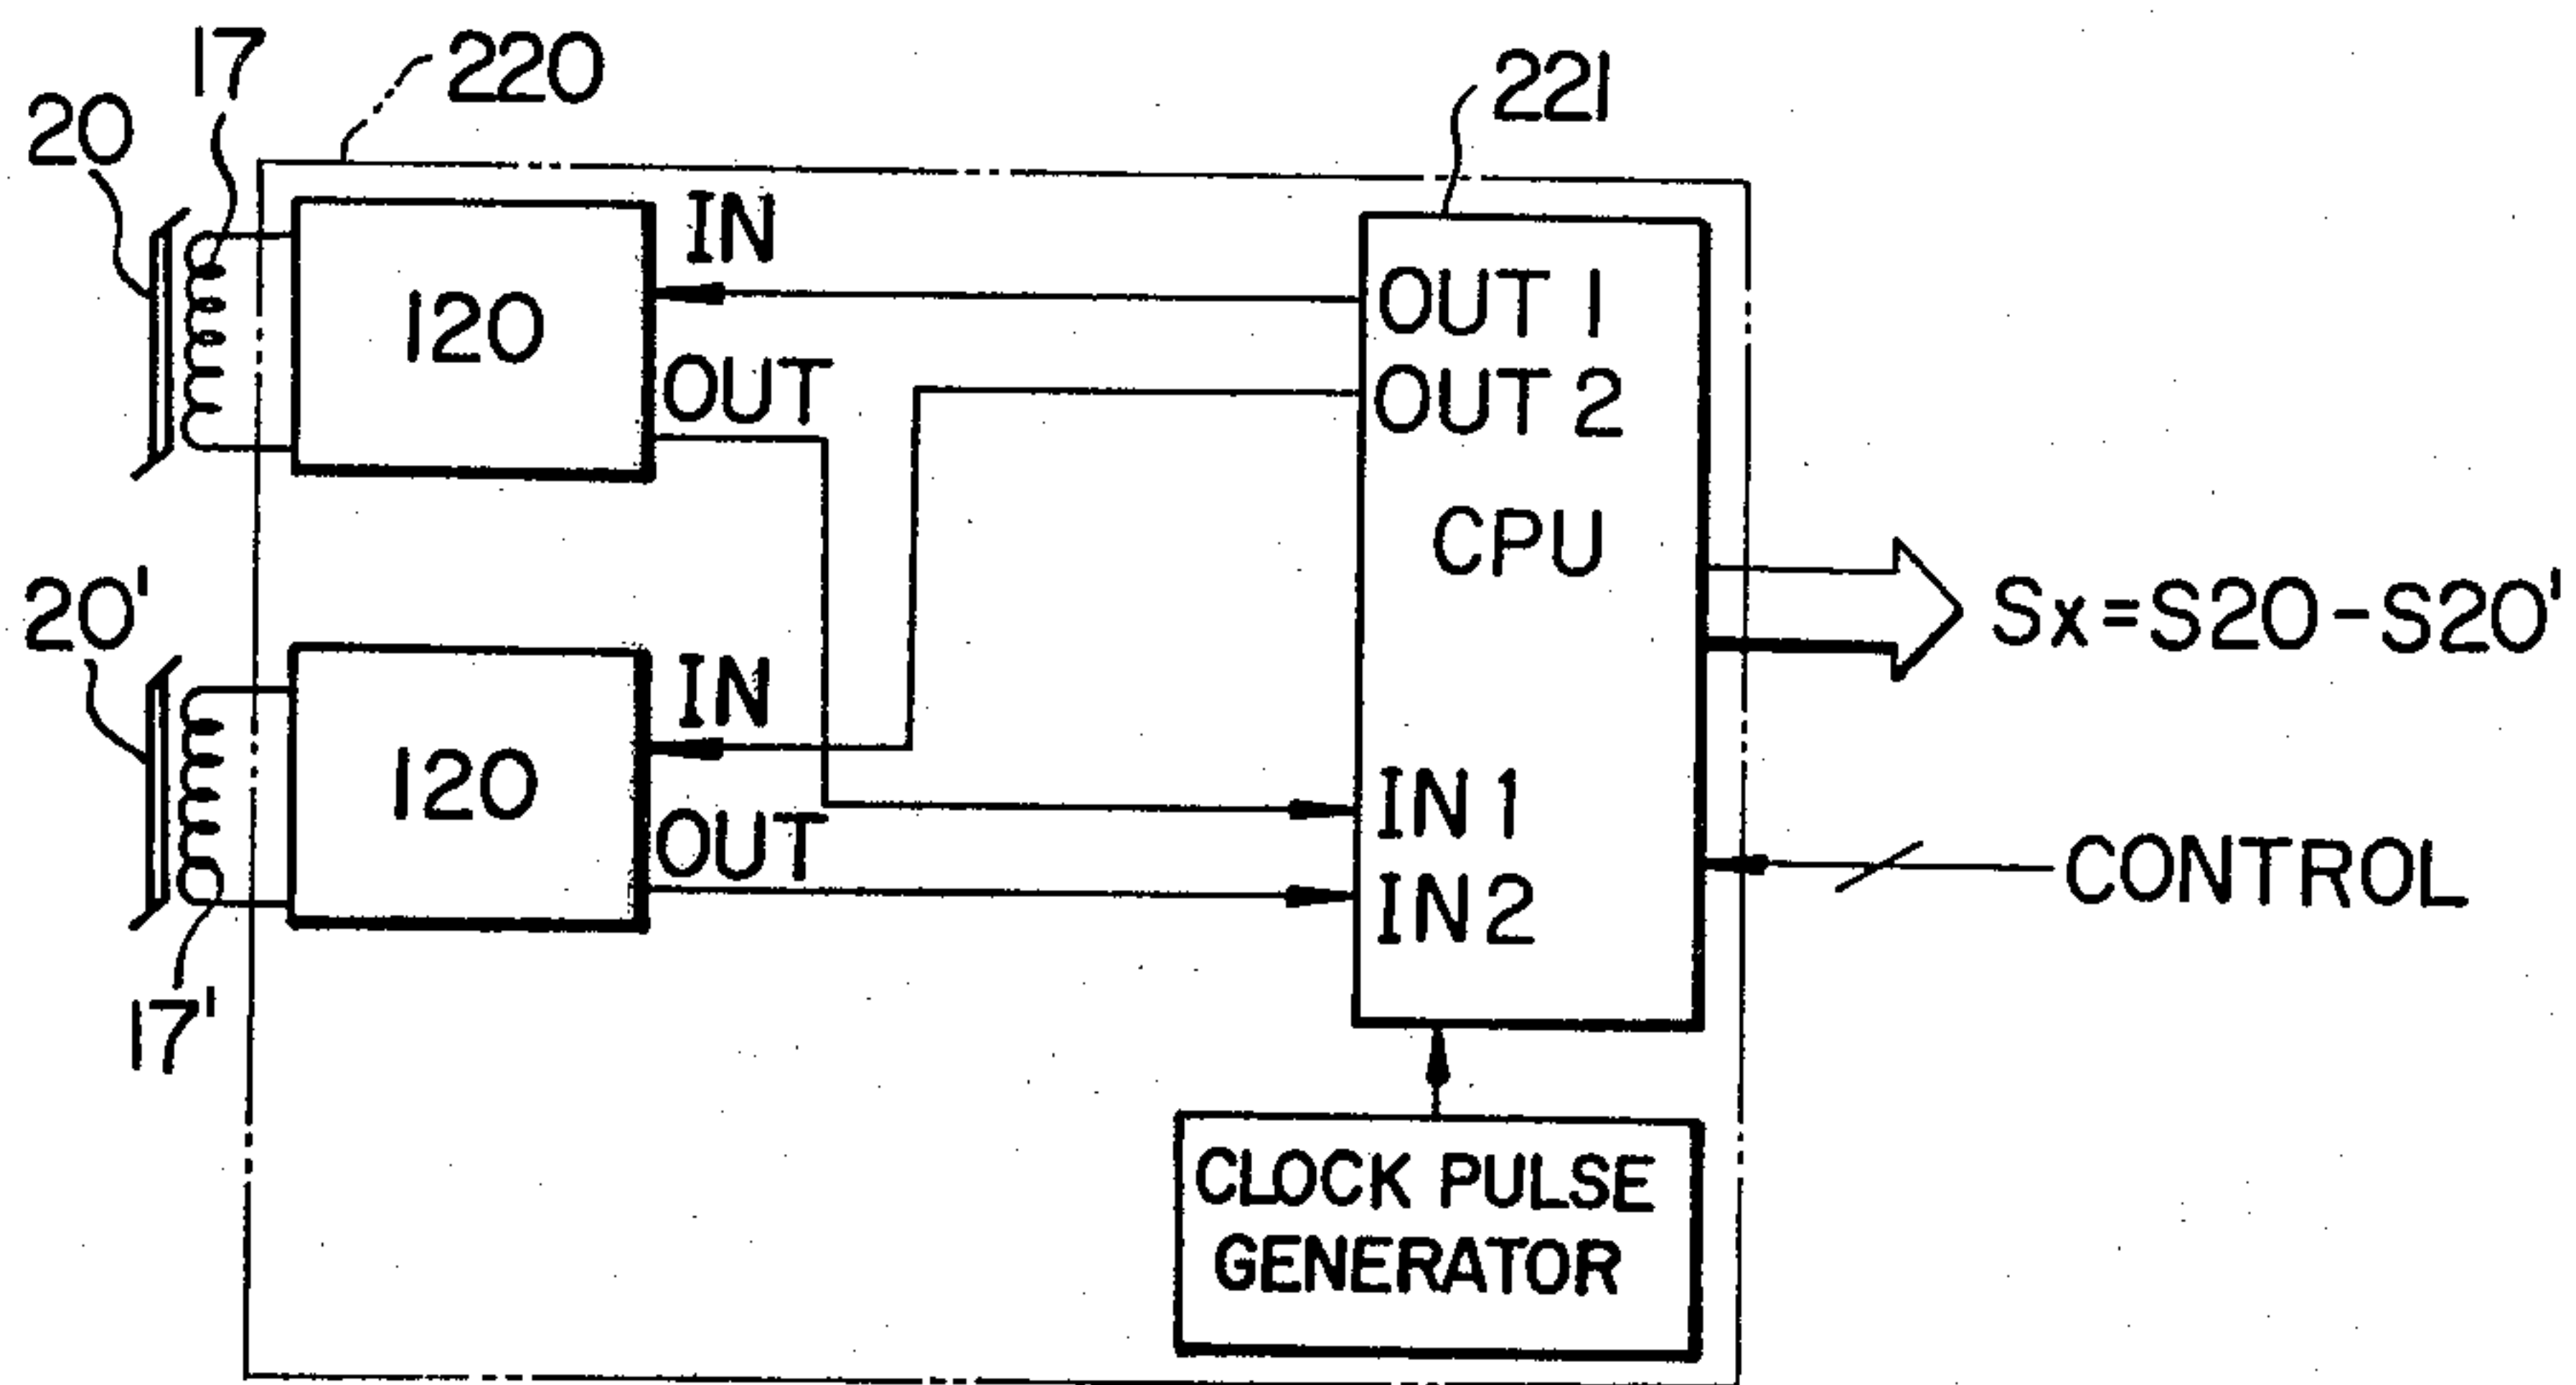 17
220
221
20
IN
120
OUT 1
OUT
OUT 2
CPU
20'
Sx=S20-S20'
IN
120
IN 1
OUT
CONTROL
IN 2
17'
CLOCK PULSE
GENERATOR